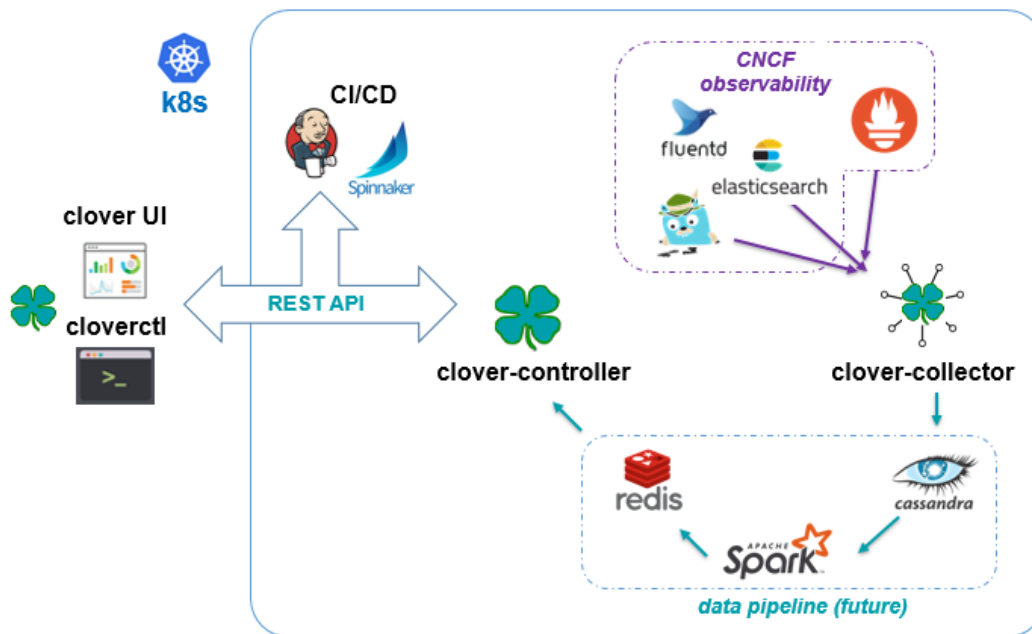 k8s
CI/CD
Spinnaker
CNCF
observability
fluentd
elasticsearch
clover UI
cloverctl
>_
REST API
clover-controller
clover-collector
redis
cassandra
APACHE
Spark™
data pipeline (future)